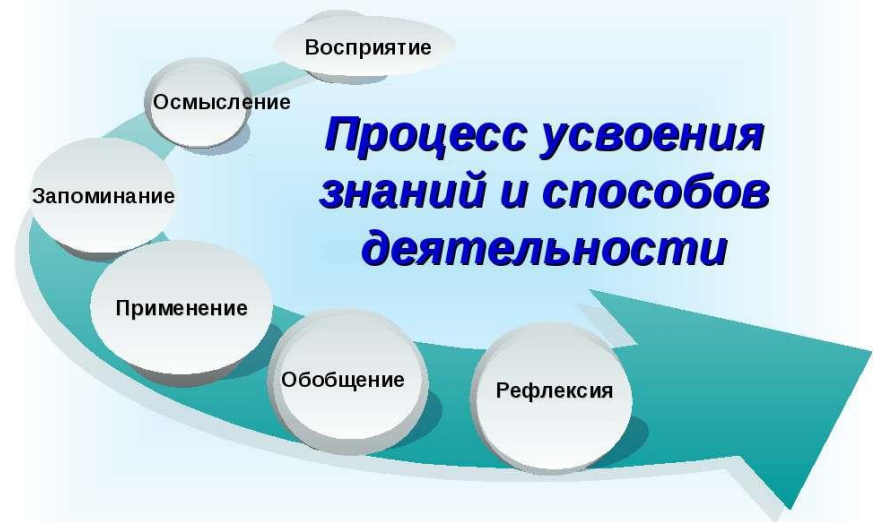 Восприятие
Осмысление
Запоминание
Применение
Обобщение
Рефлексия
Процесс усвоения
знаний и способов
деятельности